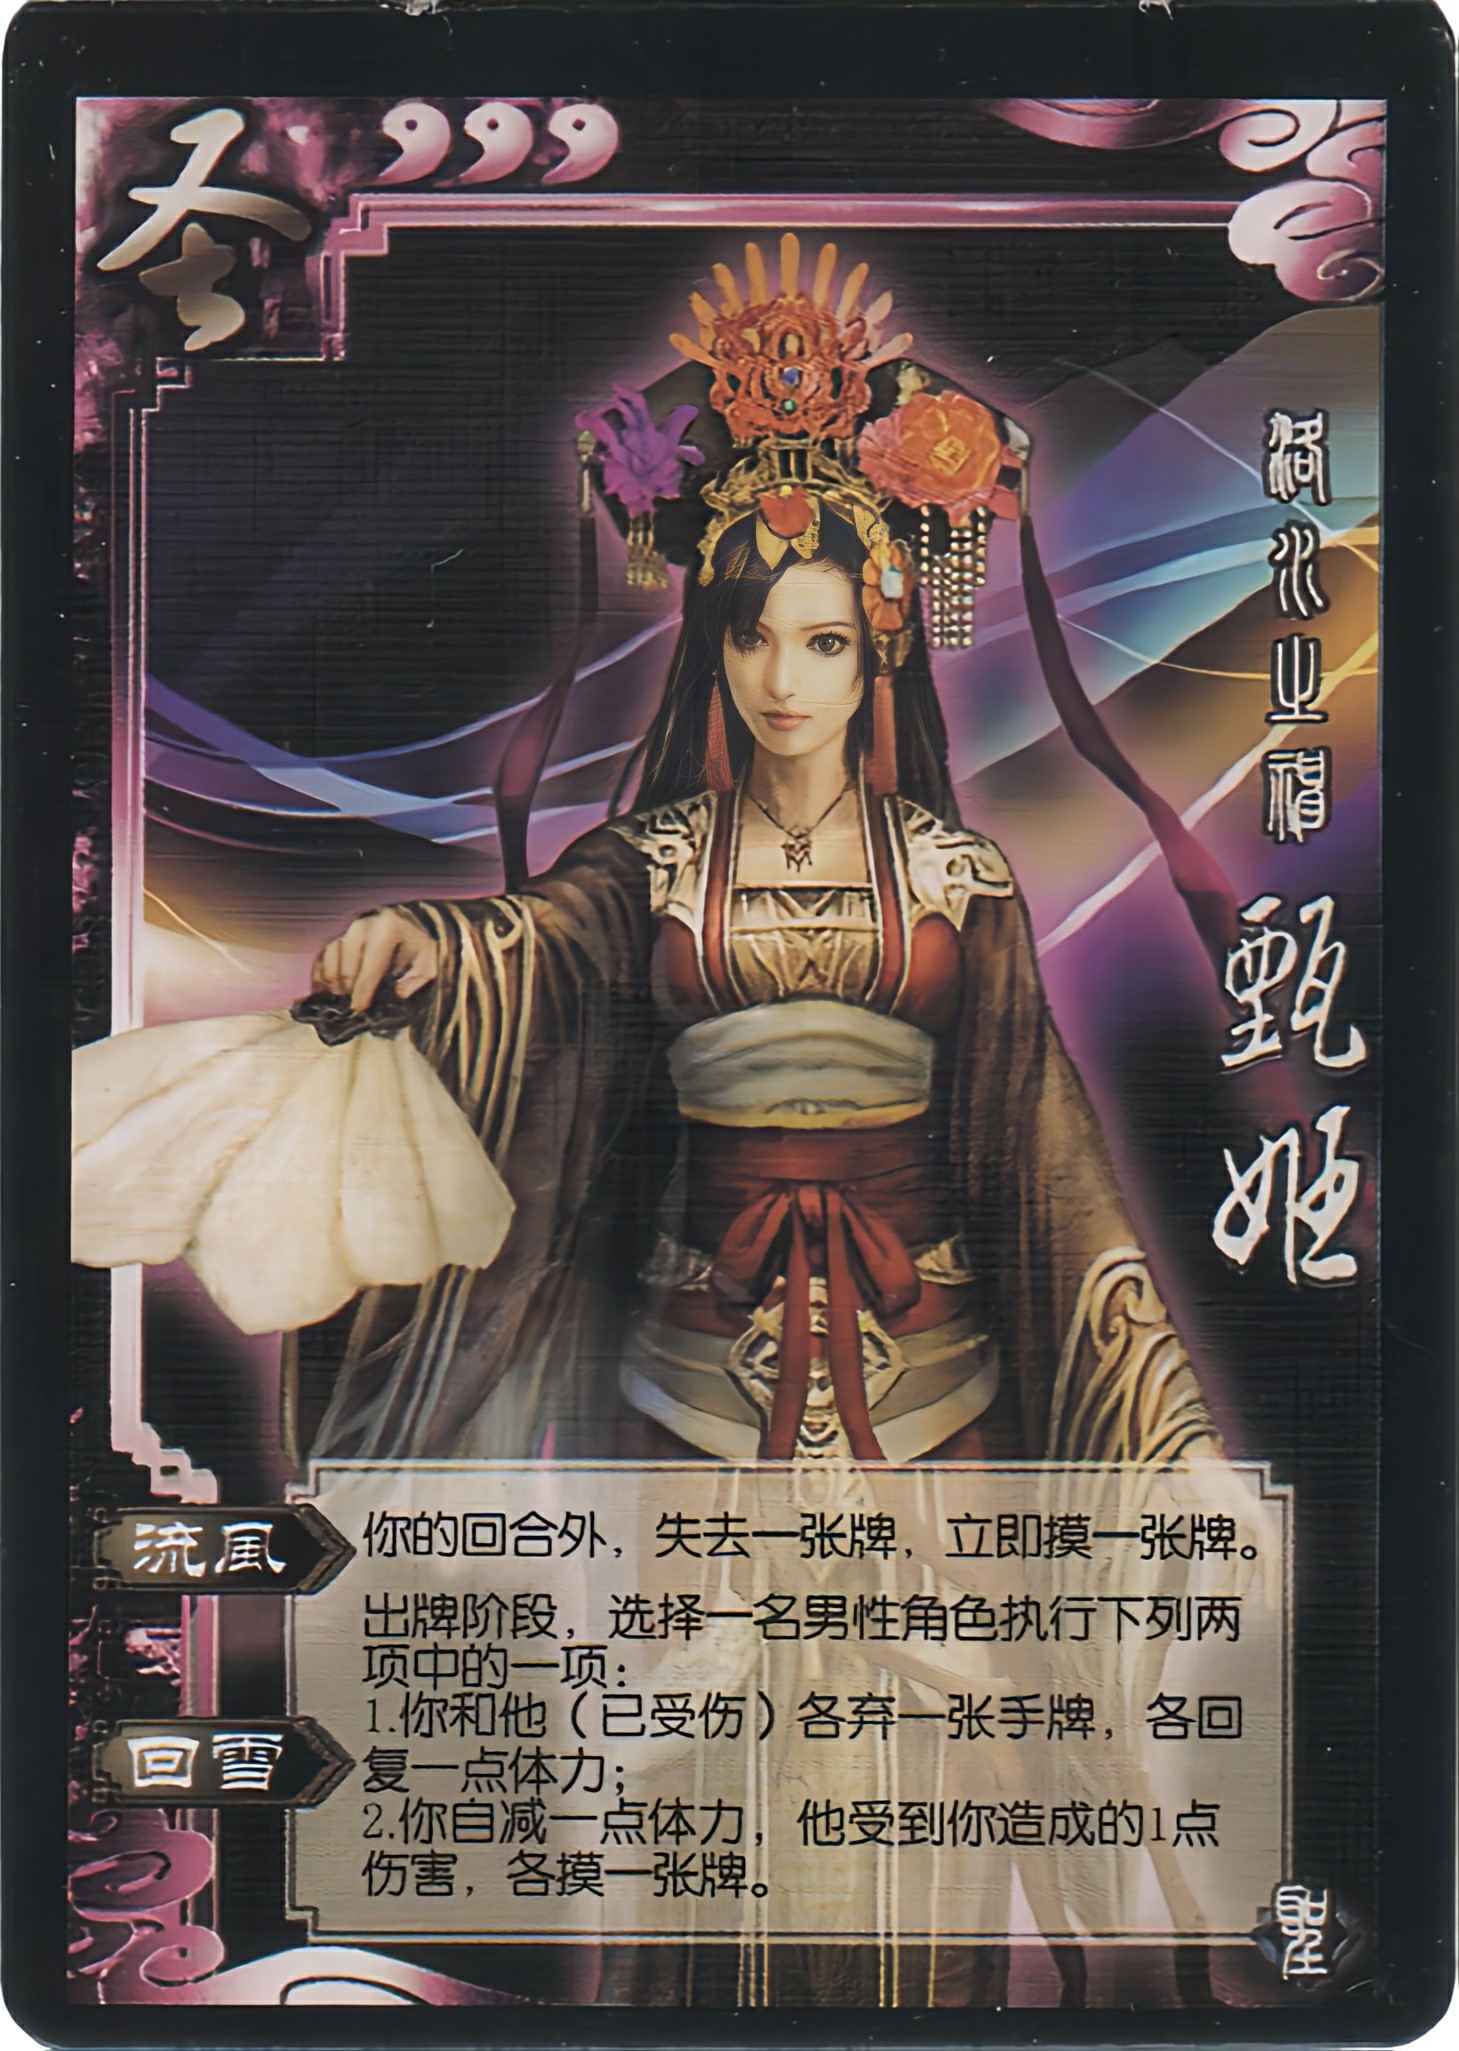 圣
洛水之神
甄姬
流風
你的回合外，失去一张牌，立即摸一张牌。
回雪
出牌阶段，选择一名男性角色执行下列两
项中的一项：
1.你和他（已受伤）各弃一张手牌，各回
复一点体力；
2.你自减一点体力，他受到你造成的1点
伤害，各摸一张牌。
聖